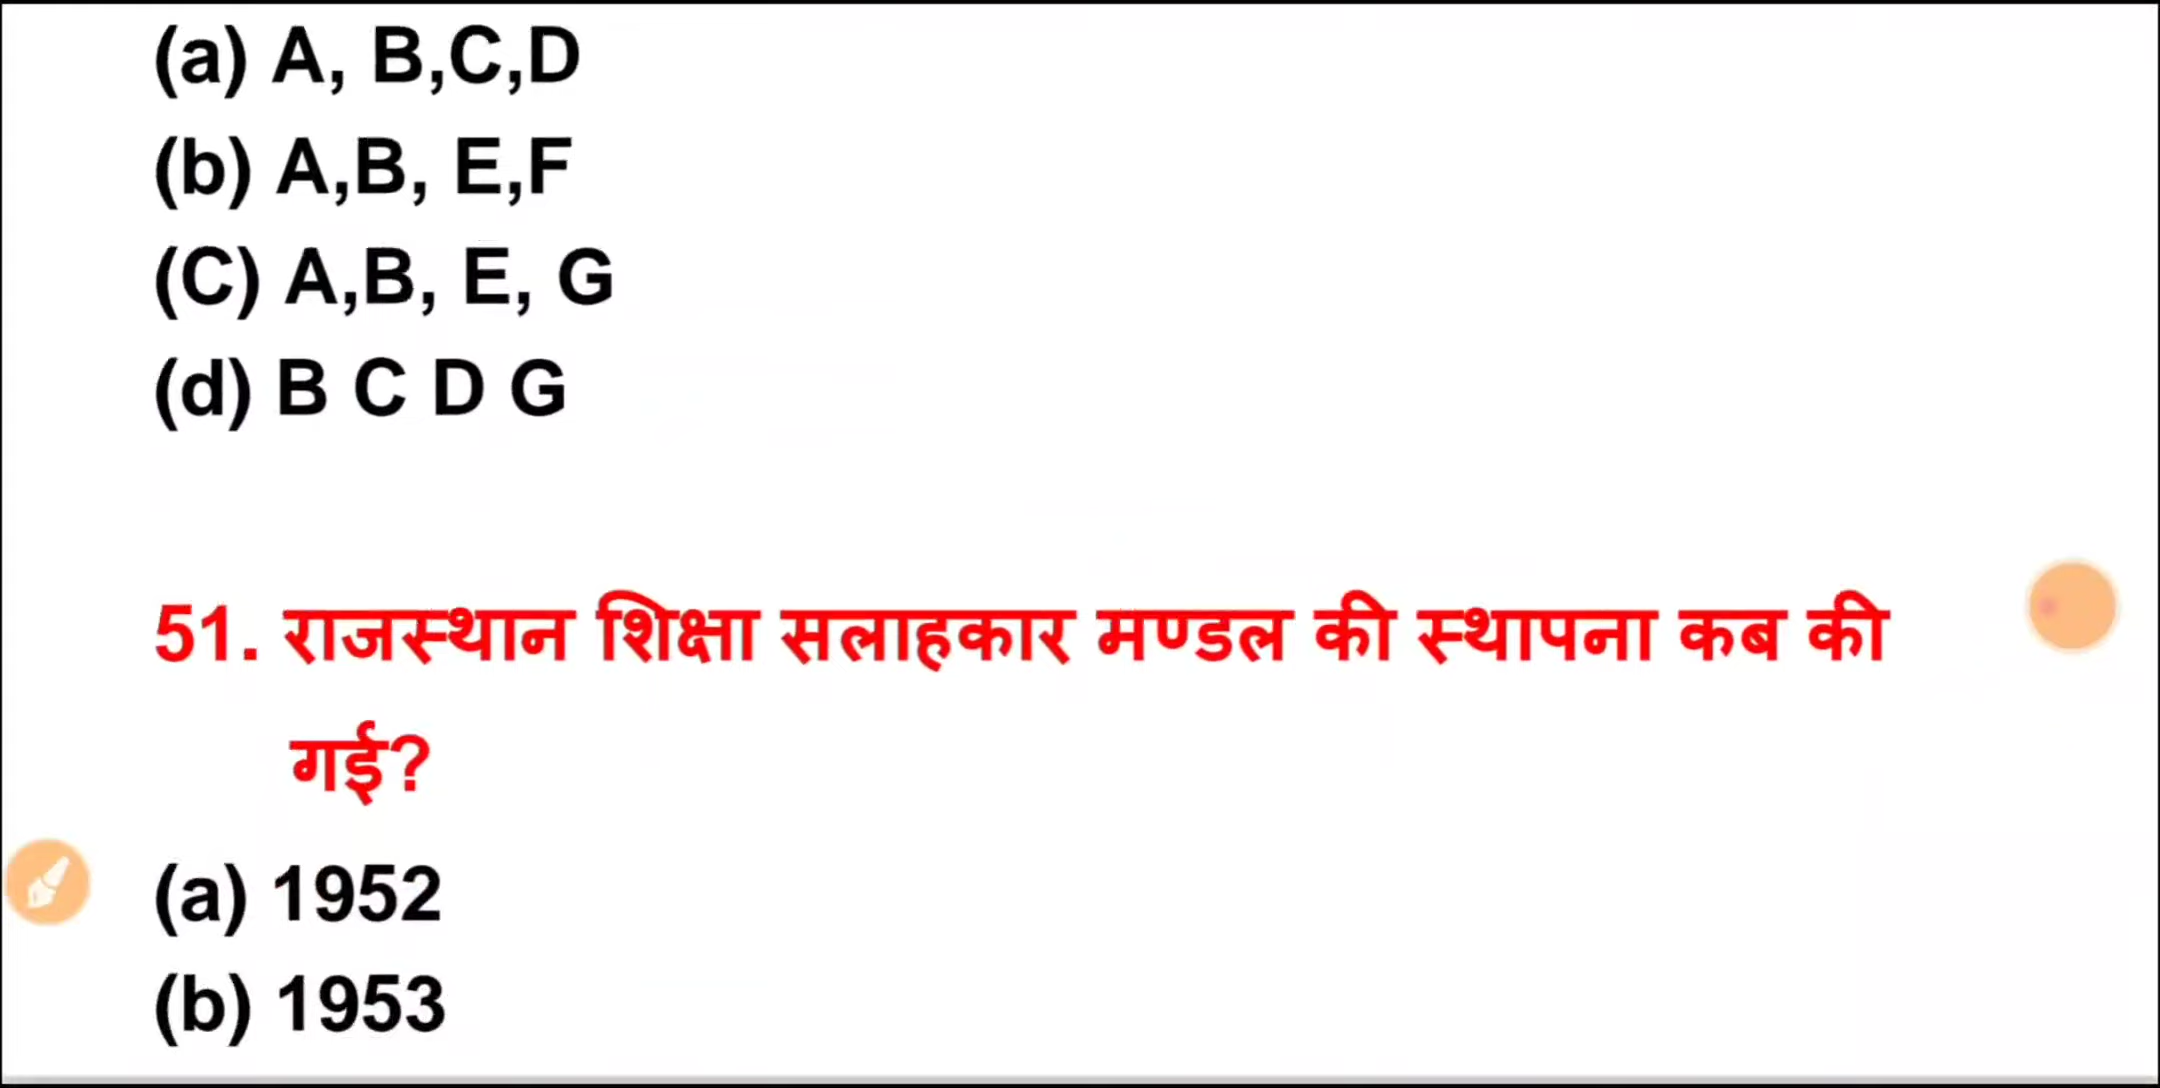 (a) A, B,C,D
(b) A,B, E,F
(C) A,B, E, G
(d) B C D G
51. राजस्थान शिक्षा सलाहकार मण्डल की स्थापना कब की
गई?
(a) 1952
(b) 1953